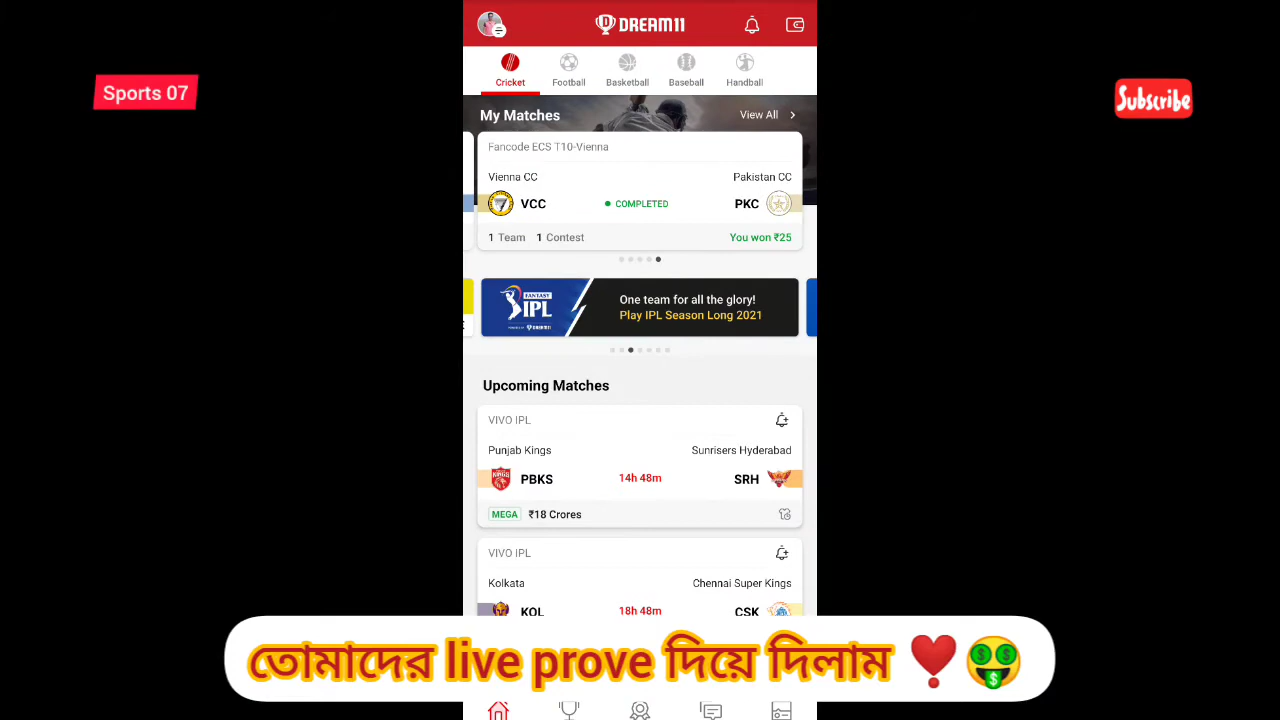 DREAM11
Sports 07
Subscribe
Cricket Football Basketball Baseball Handball
My Matches View All
Fancode ECS T10-Vienna
Vienna CC Pakistan CC
VCC COMPLETED PKC
1 Team 1 Contest You won ₹25
FANTASY
IPL
POWERED BY DREAM11
One team for all the glory!
Play IPL Season Long 2021
Upcoming Matches
VIVO IPL
Punjab Kings Sunrisers Hyderabad
PBKS 14h 48m SRH
MEGA ₹18 Crores
VIVO IPL
Kolkata Chennai Super Kings
KOL 18h 48m CSK
তোমাদের live prove দিয়ে দিলাম ❣️🤑